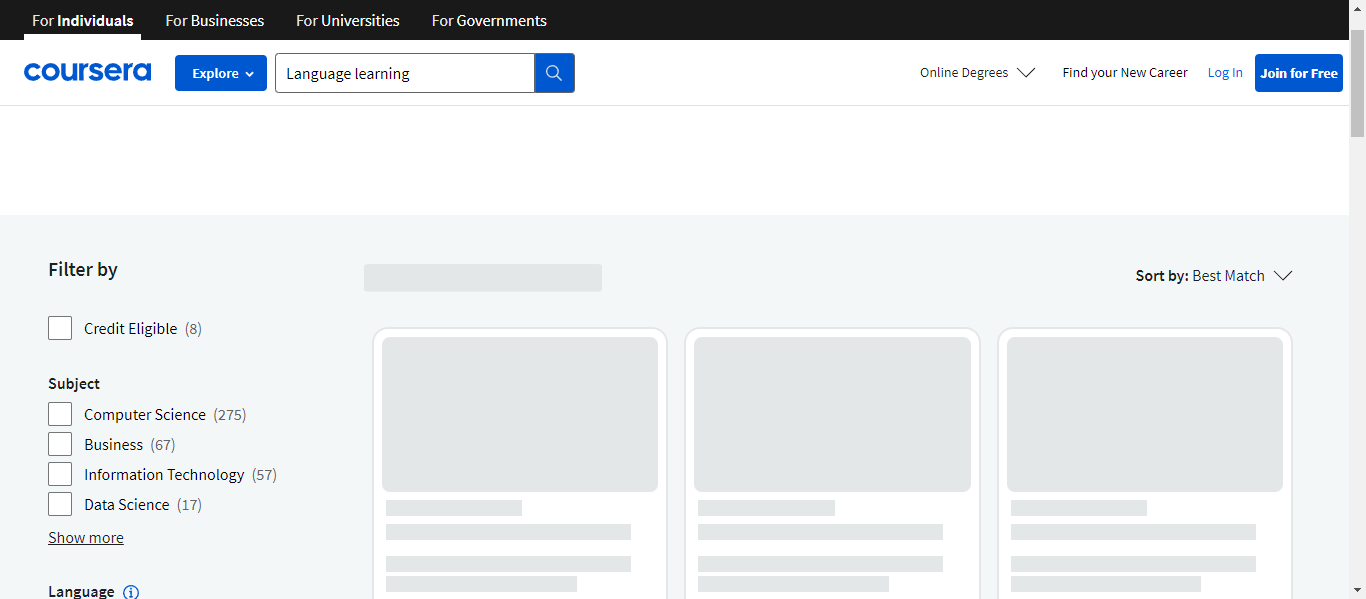 For Individuals For Businesses For Universities For Governments
coursera Explore Language learning Online Degrees Find your New Career Log In Join for Free
Filter by
Sort by: Best Match
Credit Eligible (8)
Subject
Computer Science (275)
Business (67)
Information Technology (57)
Data Science (17)
Show more
Language